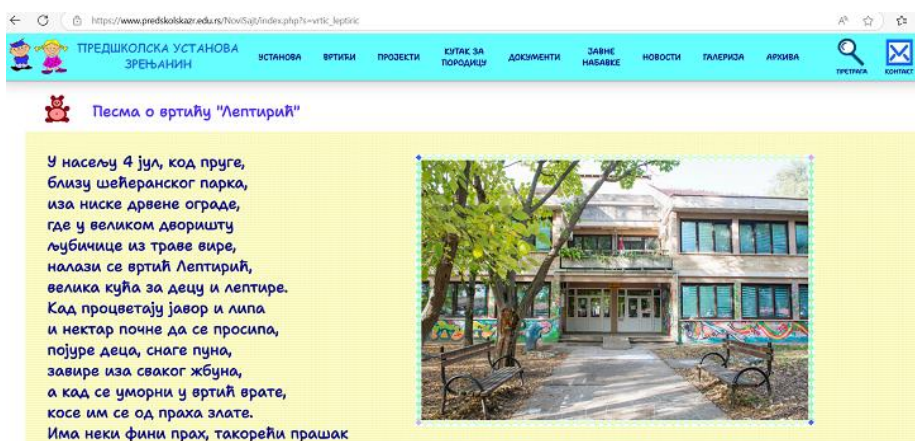 https://www.predskolskazr.edu.rs/NoviSajt/index.php?s=vrtic_leptiric
ПРЕДШКОЛСКА УСТАНОВА
ЗРЕЊАНИН
УСТАНОВА ВРТИЋИ ПРОЈЕКТИ КУТАК ЗА ПОРОДИЦУ ДОКУМЕНТИ ЈАВНЕ НАБАВКЕ НОВОСТИ ГАЛЕРИЈА АРХИВА ПРЕТРАГА КОНТАКТ
Песма о вртићу "Лептирић"
У насељу 4 јул, код пруге,
близу шећеранског парка,
иза ниске дрвене ограде,
где у великом дворишту
љубичице из траве вире,
налази се вртић Лептирић,
велика кућа за децу и лептире.
Кад процветају јавор и липа
и нектар почне да се просипа,
појуре деца, снаге пуна,
завире иза сваког жбуна,
а кад се уморни у вртић врате,
косе им се од праха злате.
Има неки фини прах, такорећи прашак